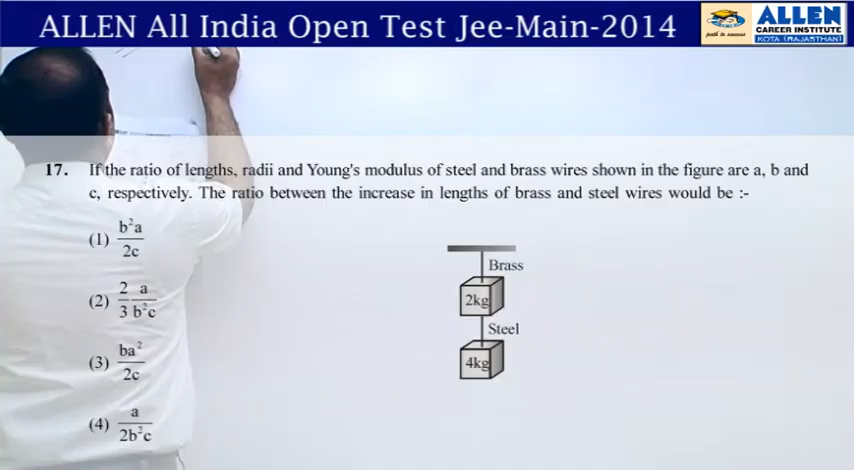 ALLEN All India Open Test Jee-Main-2014
ALLEN
CAREER INSTITUTE
KOTA (RAJASTHAN)
path to success
17. If the ratio of lengths, radii and Young's modulus of steel and brass wires shown in the figure are a, b and
c, respectively. The ratio between the increase in lengths of brass and steel wires would be :-
(1) b²a/2c
(2) 2/3 a/b²c
(3) ba²/2c
(4) a/2b²c
Brass
2kg
Steel
4kg